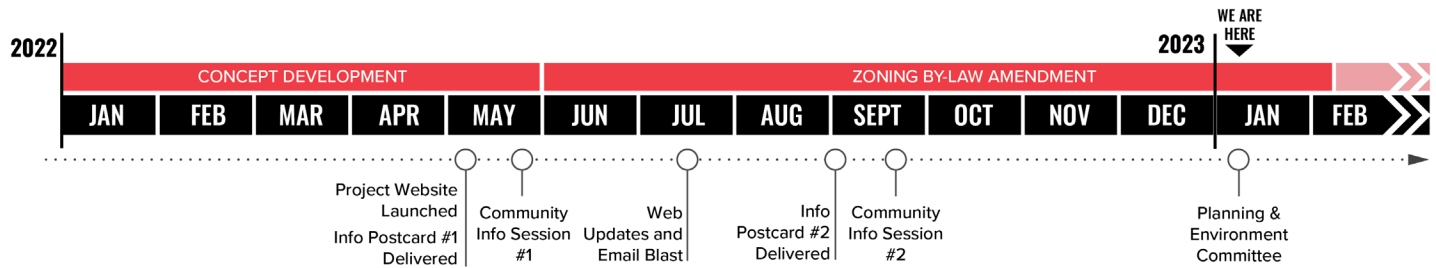 WE ARE
HERE
2022
2023
CONCEPT DEVELOPMENT
ZONING BY-LAW AMENDMENT
JAN FEB MAR APR MAY JUN JUL AUG SEPT OCT NOV DEC JAN FEB
Project Website
Launched
Info Postcard #1
Delivered
Community
Info Session
#1
Web
Updates and
Email Blast
Info
Postcard #2
Delivered
Community
Info Session
#2
Planning &
Environment
Committee